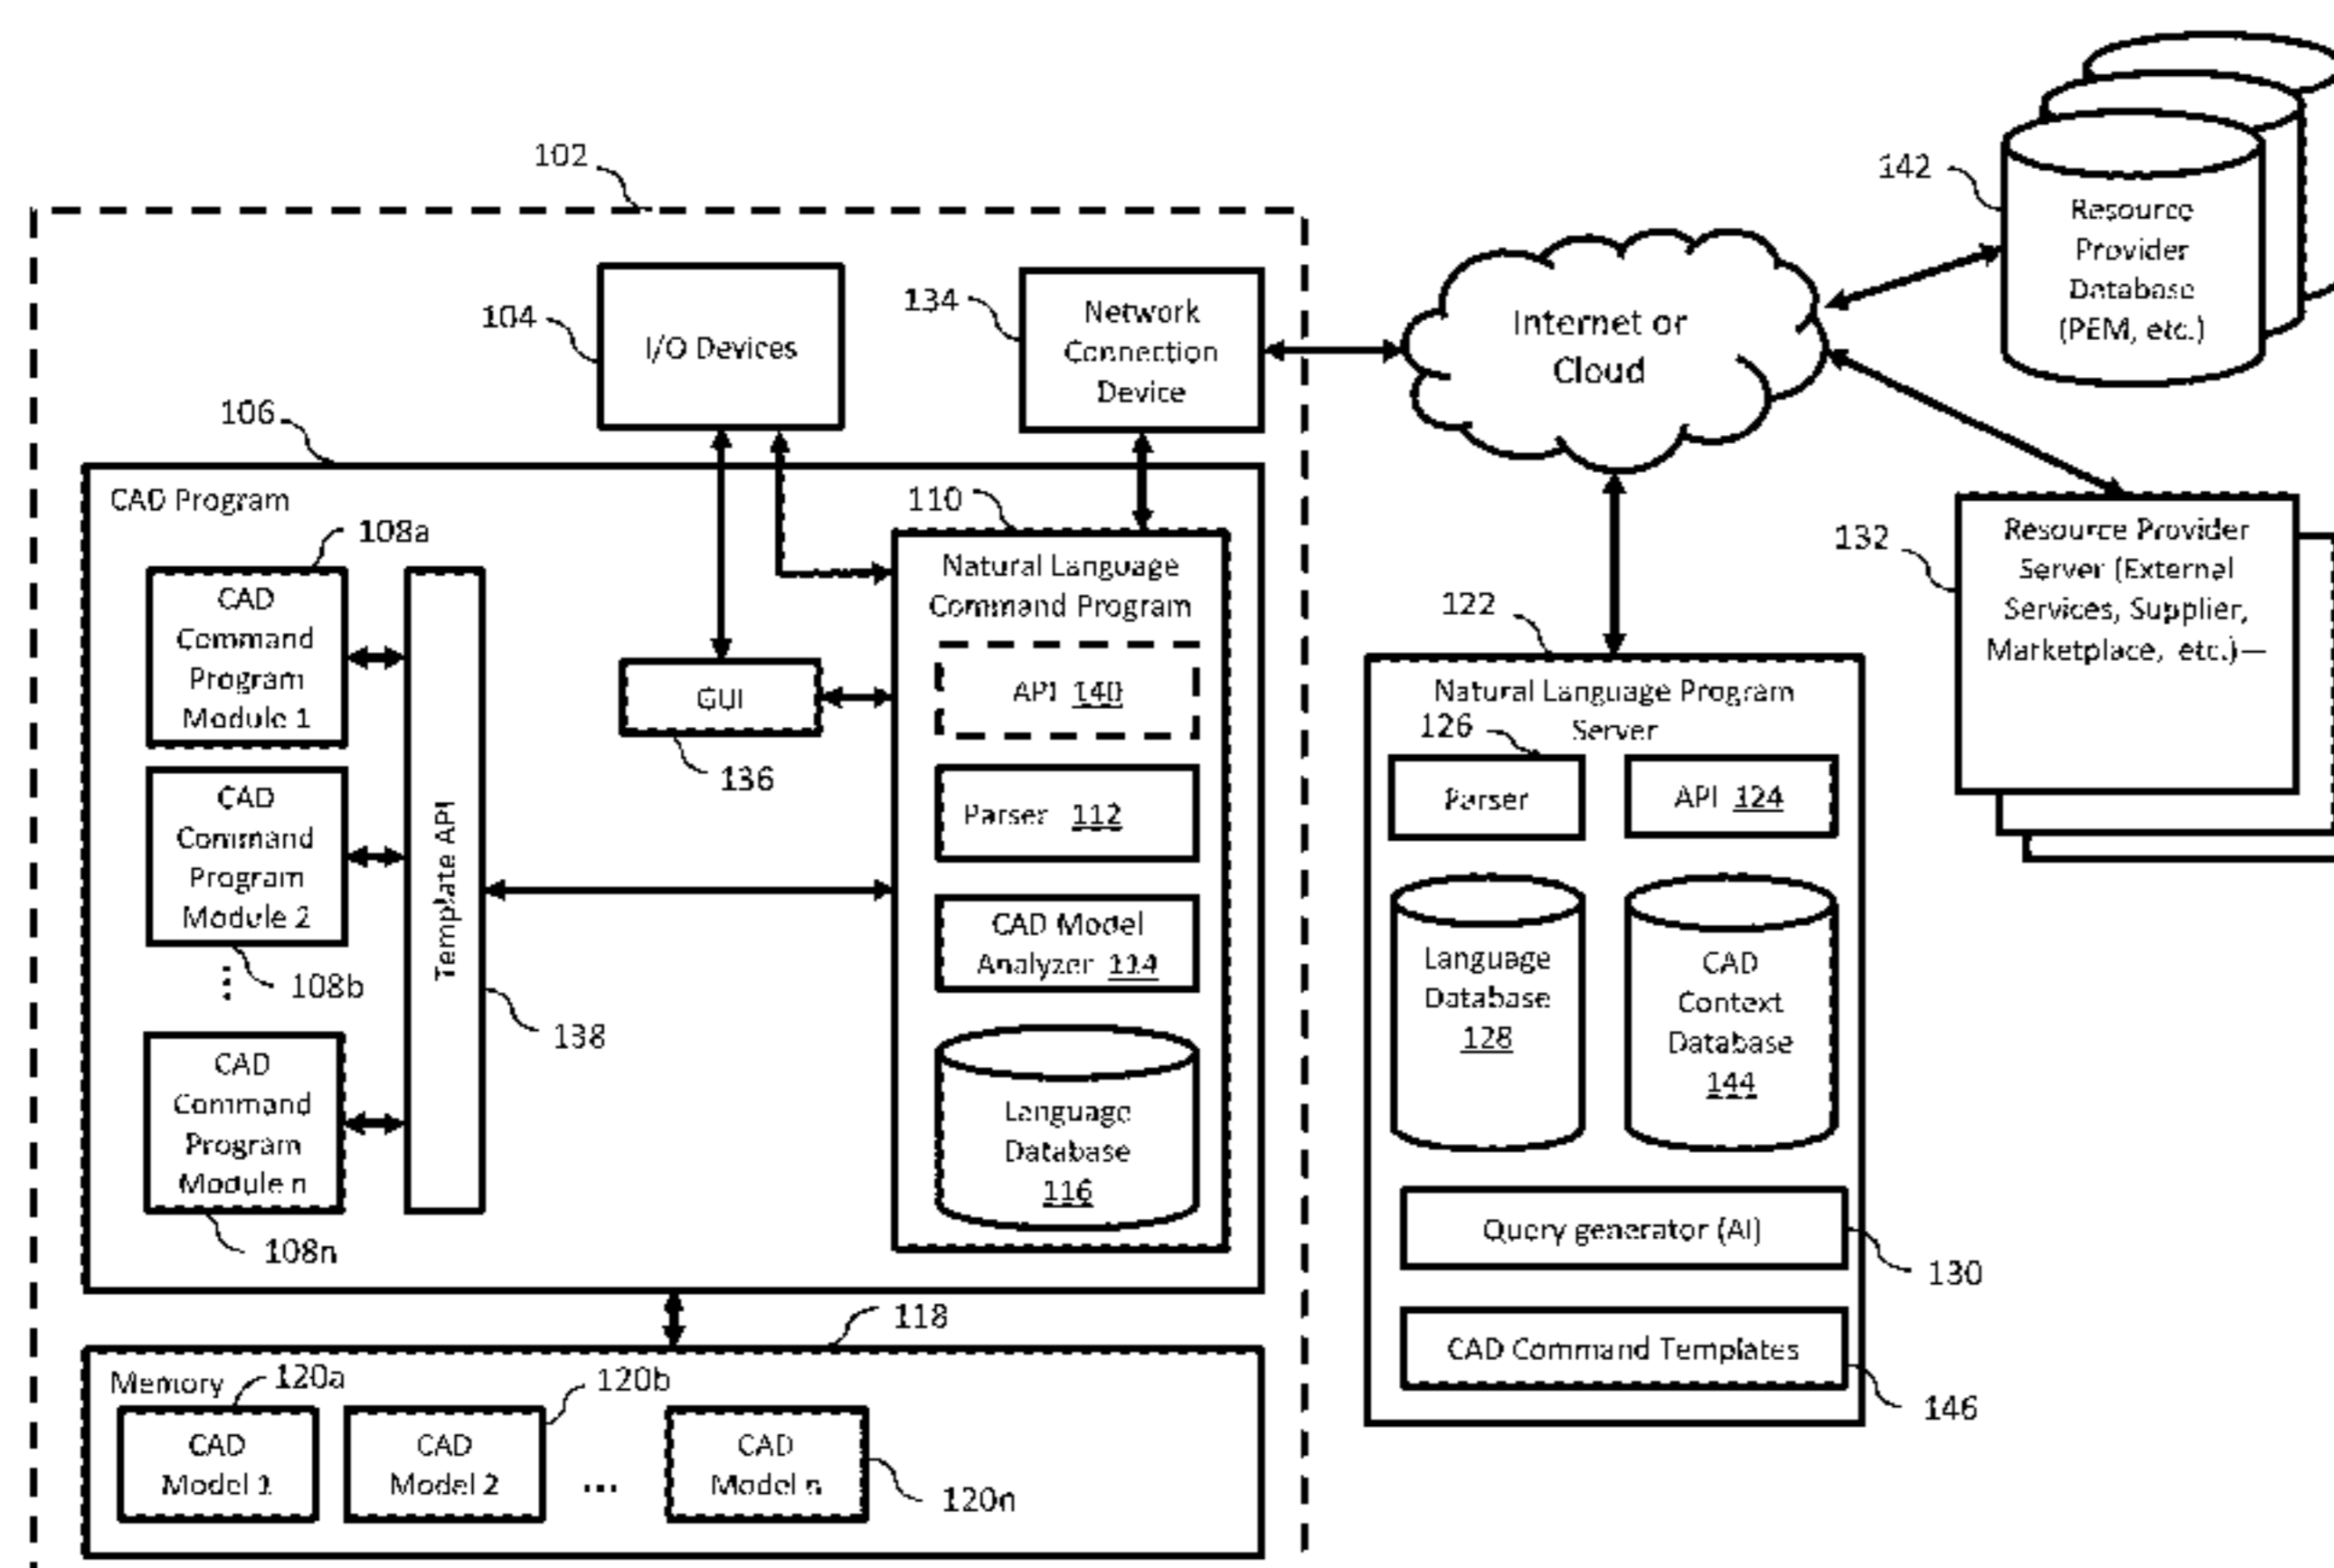 102
104
I/O Devices
134
Network
Connection
Device
Internet or
Cloud
142
Resource
Provider
Database
(PEM, etc.)
106
CAD Program
108a
CAD
Command
Program
Module 1
CAD
Command
Program
Module 2
108b
⋮
CAD
Command
Program
Module n
108n
Template API
138
GUI
136
110
Natural Language
Command Program
API 140
Parser 112
CAD Model
Analyzer 114
Language
Database
116
118
Memory
120a
CAD
Model 1
120b
CAD
Model 2
...
CAD
Model n
120n
122
Natural Language Program
Server
126
Parser
API 124
Language
Database
128
CAD
Context
Database
144
Query generator (AI)
130
CAD Command Templates
146
132
Resource Provider
Server (External
Services, Supplier,
Marketplace, etc.)—